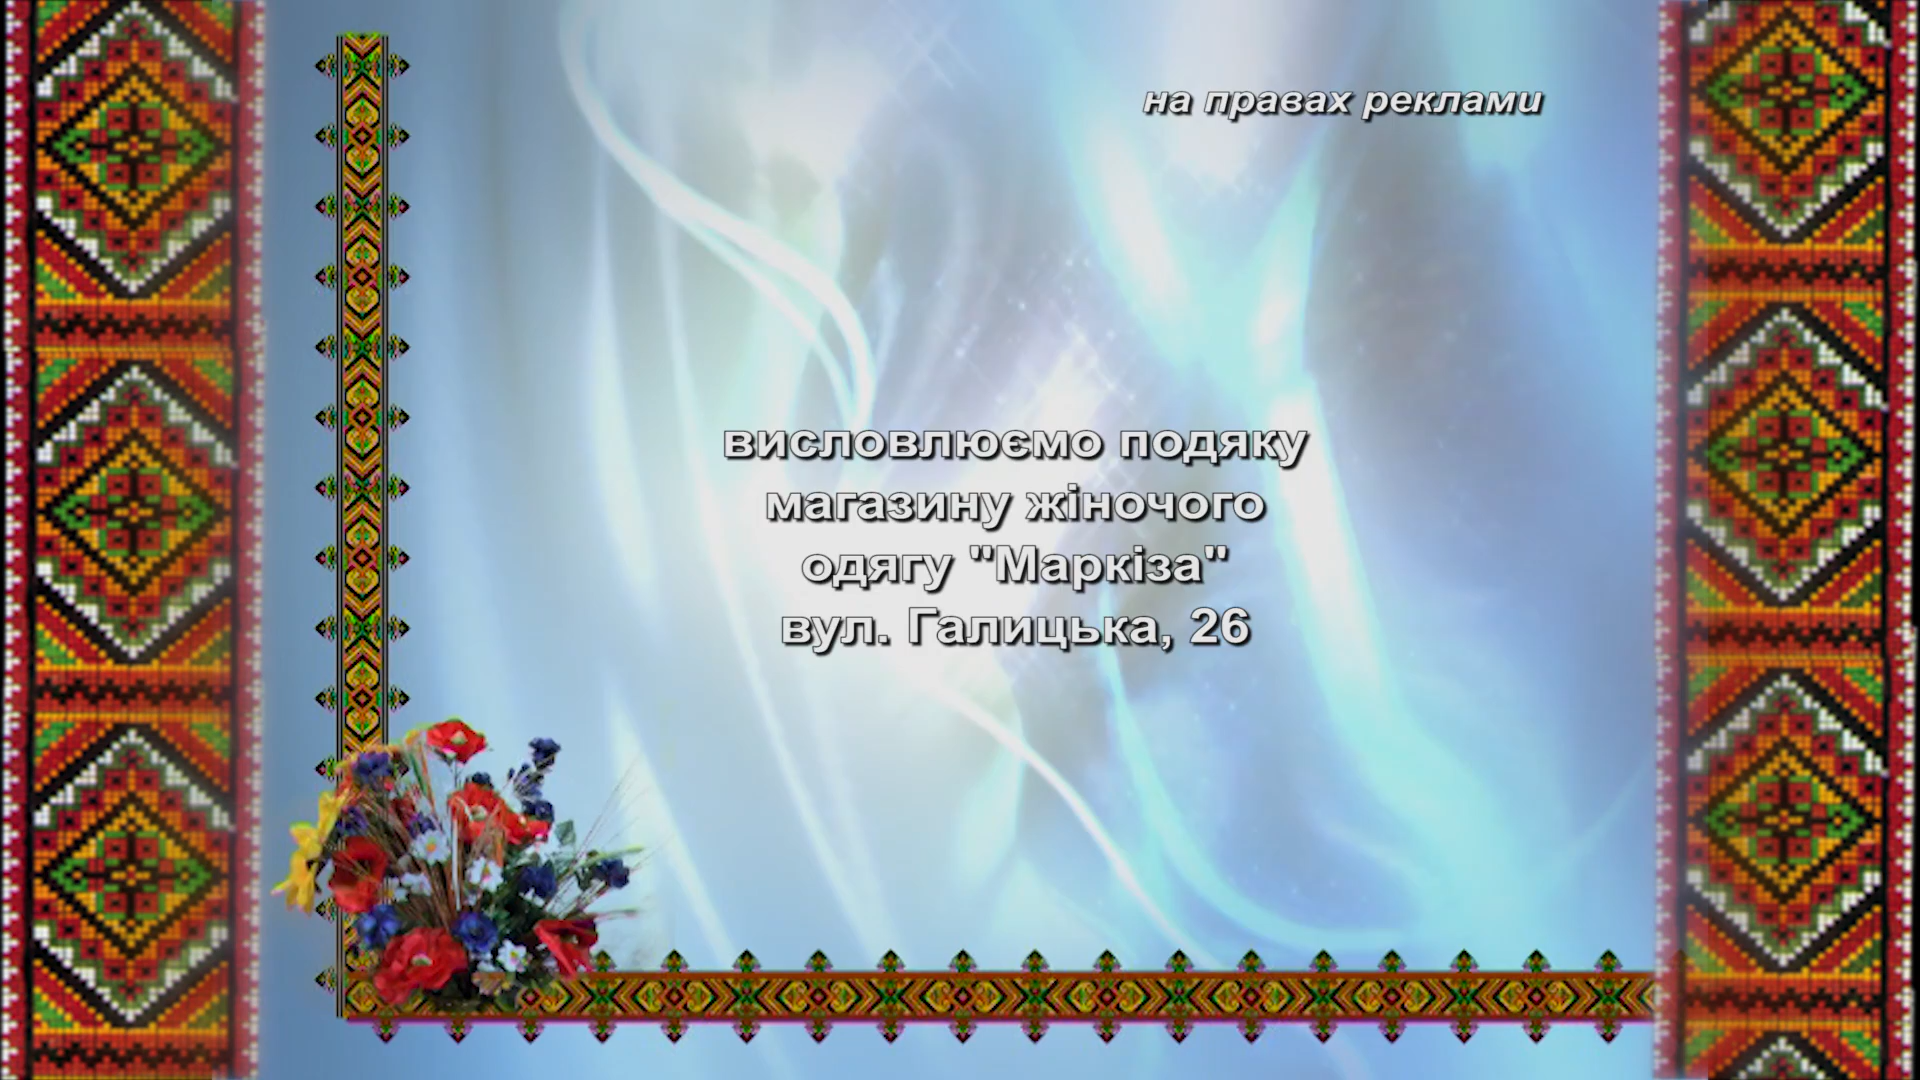 на правах реклами
висловлюємо подяку
магазину жіночого
одягу "Маркіза"
вул. Галицька, 26